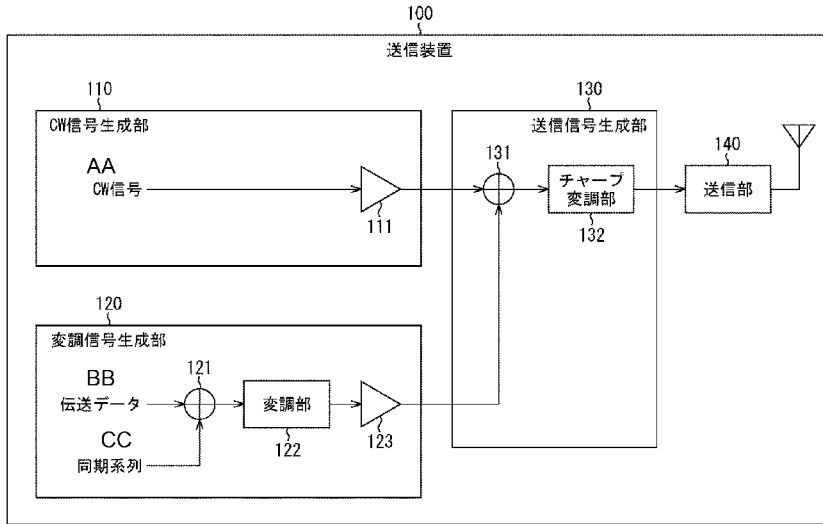 100
送信装置
110
CW信号生成部
AA
CW信号
111
130
送信信号生成部
131
チャープ
変調部
132
140
送信部
120
変調信号生成部
BB
伝送データ
121
CC
同期系列
変調部
122
123